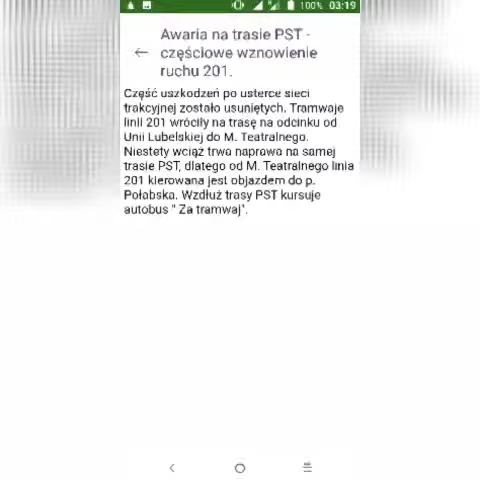 100% 03:19
Awaria na trasie PST -
częściowe wznowienie
ruchu 201.
Część uszkodzeń po usterce sieci
trakcyjnej zostało usuniętych. Tramwaje
linii 201 wróciły na trasę na odcinku od
Unii Lubelskiej do M. Teatralnego.
Niestety wciąż trwa naprawa na samej
trasie PST, dlatego od M. Teatralnego linia
201 kierowana jest objazdem do p.
Połabska. Wzdłuż trasy PST kursuje
autobus " Za tramwaj".